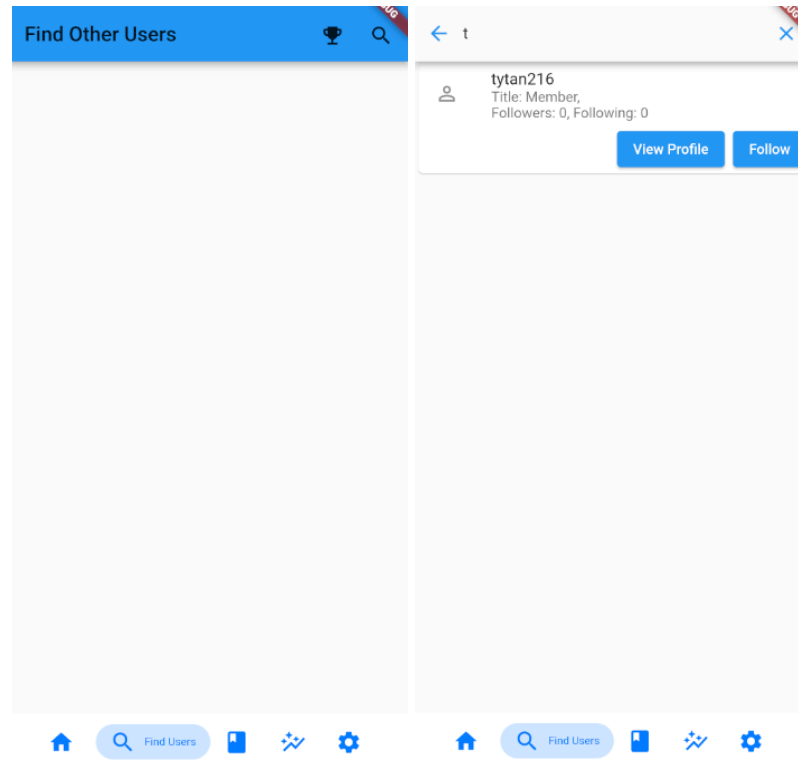 Find Other Users
Find Users
t
tytan216
Title: Member,
Followers: 0, Following: 0
View Profile
Follow
Find Users